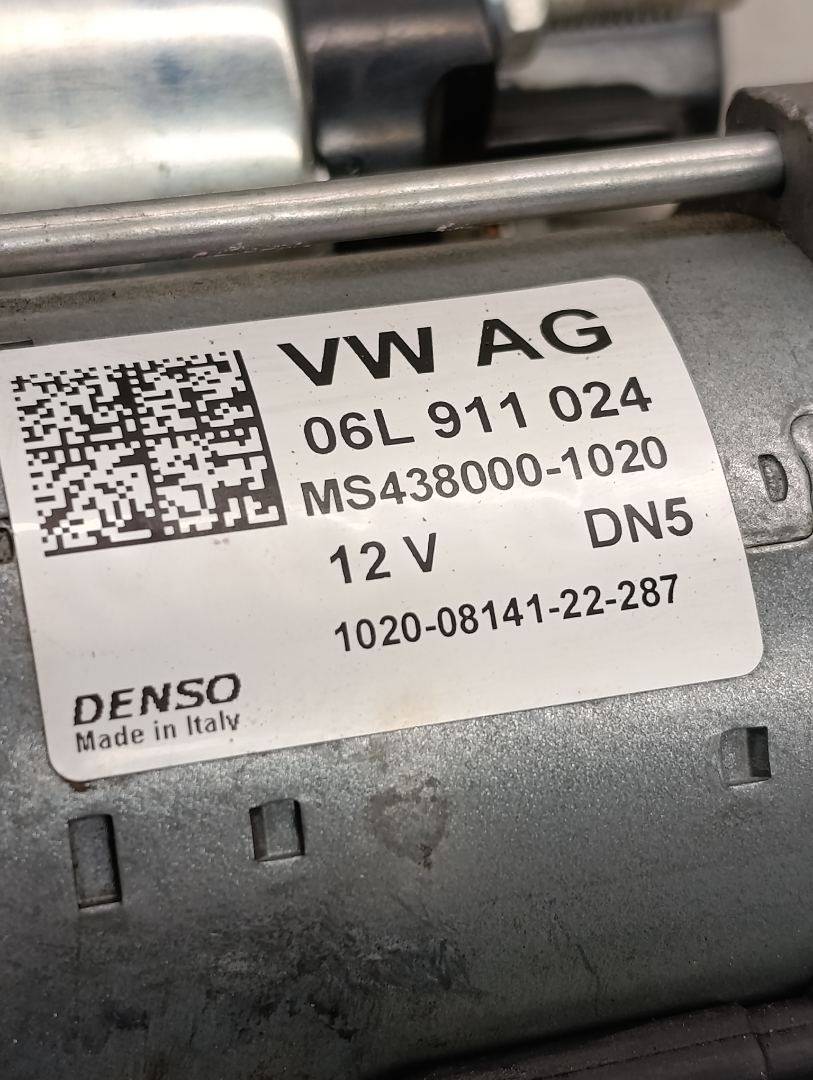 VW AG
06L 911 024
MS438000-1020
12 V DN5
1020-08141-22-287
DENSO
Made in Italy